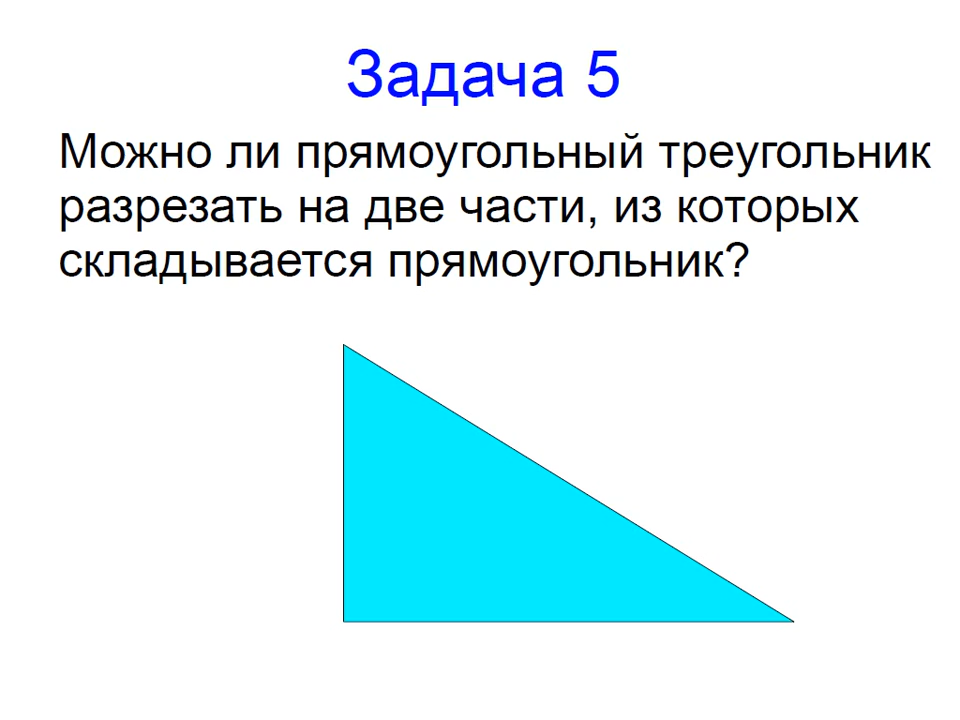 Задача 5
Можно ли прямоугольный треугольник
разрезать на две части, из которых
складывается прямоугольник?